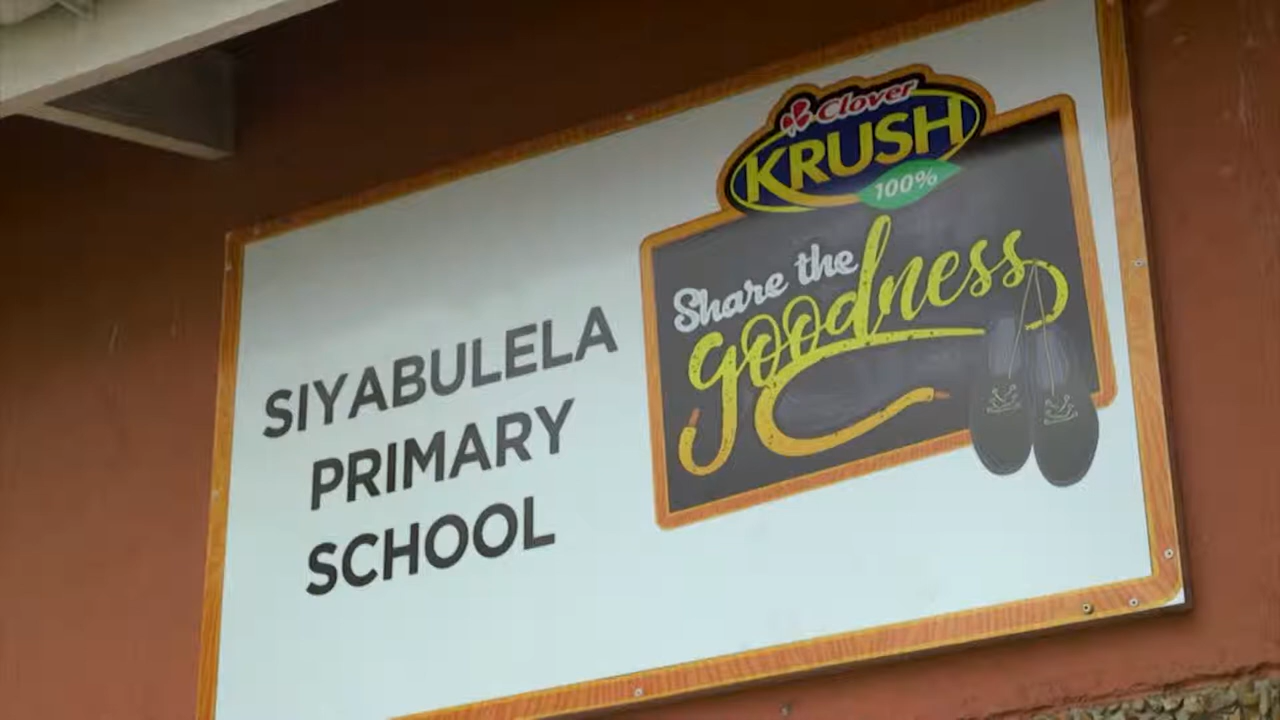 SIYABULELA
PRIMARY
SCHOOL
Clover
KRUSH
100%
Share the
goodness